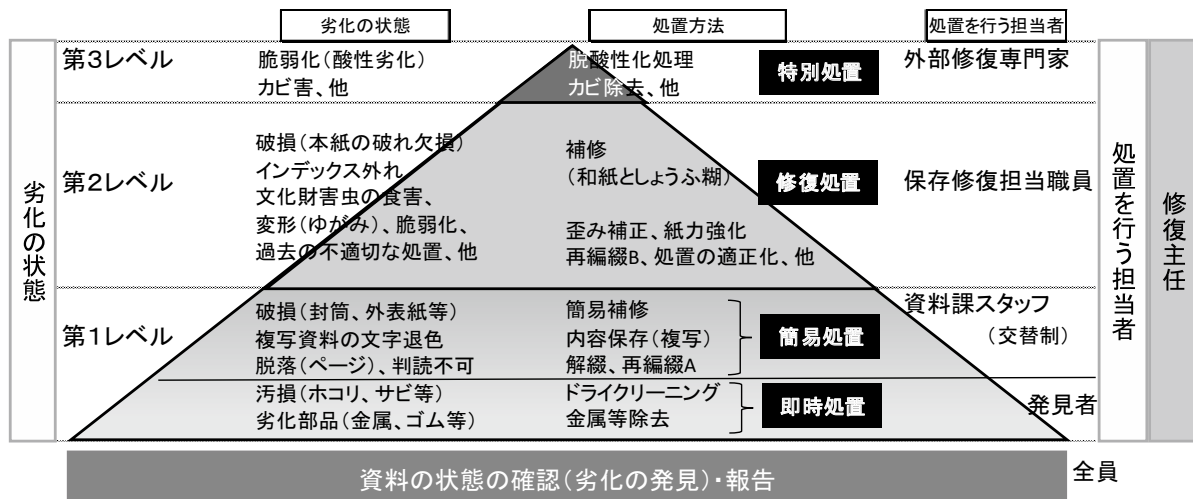 劣化の状態
処置方法
処置を行う担当者
劣化の状態
第3レベル
脆弱化(酸性劣化)
カビ害、他
脱酸性化処理
カビ除去、他
特別処置
外部修復専門家
第2レベル
破損(本紙の破れ欠損)
インデックス外れ
文化財害虫の食害、
変形(ゆがみ)、脆弱化、
過去の不適切な処置、他
補修
(和紙としょうふ糊)
歪み補正、紙力強化
再編綴B、処置の適正化、他
修復処置
保存修復担当職員
第1レベル
破損(封筒、外表紙等)
複写資料の文字退色
脱落(ページ)、判読不可
簡易補修
内容保存(複写)
解綴、再編綴A
簡易処置
資料課スタッフ
(交替制)
汚損(ホコリ、サビ等)
劣化部品(金属、ゴム等)
ドライクリーニング
金属等除去
即時処置
発見者
処置を行う担当者
修復主任
資料の状態の確認(劣化の発見)・報告
全員